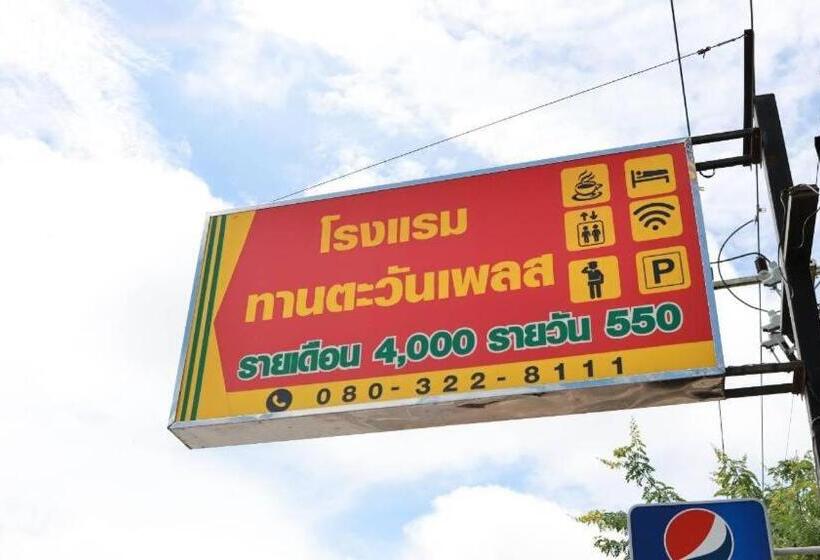 โรงแรม
ทานตะวันเพลส
รายเดือน 4,000 รายวัน 550
080-322-8111
P